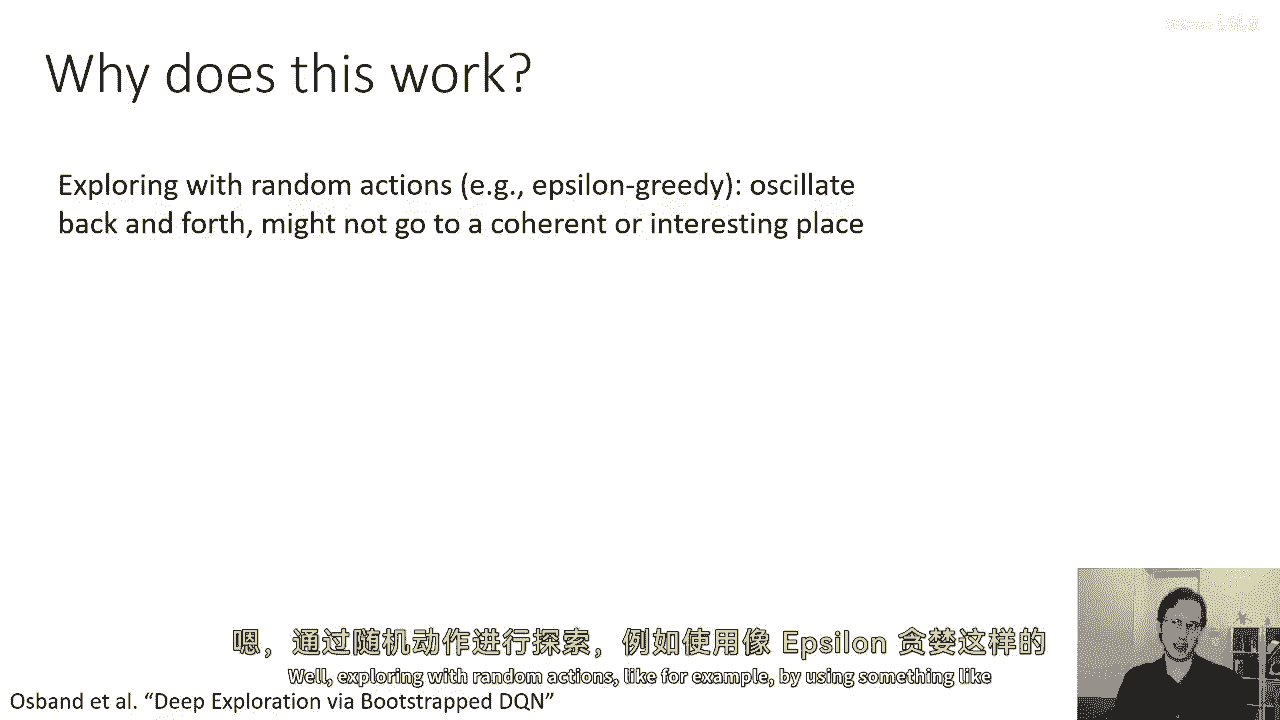 Why does this work?
Exploring with random actions (e.g., epsilon-greedy): oscillate
back and forth, might not go to a coherent or interesting place
嗯，通过随机动作进行探索，例如使用像 Epsilon 贪婪这样的
Well, exploring with random actions, like for example, by using something like
Osband et al. “Deep Exploration via Bootstrapped DQN”